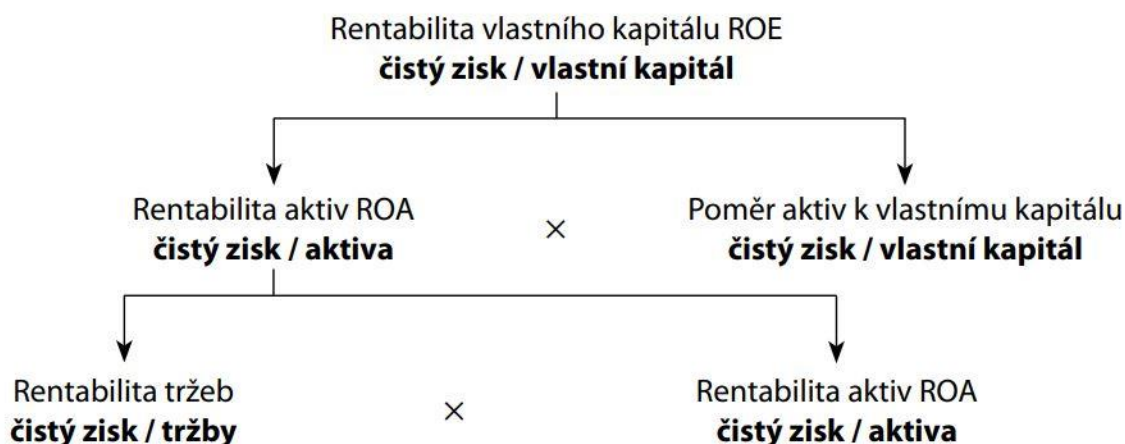 Rentabilita vlastního kapitálu ROE
čistý zisk / vlastní kapitál
Rentabilita aktiv ROA
čistý zisk / aktiva
×
Poměr aktiv k vlastnímu kapitálu
čistý zisk / vlastní kapitál
Rentabilita tržeb
čistý zisk / tržby
×
Rentabilita aktiv ROA
čistý zisk / aktiva